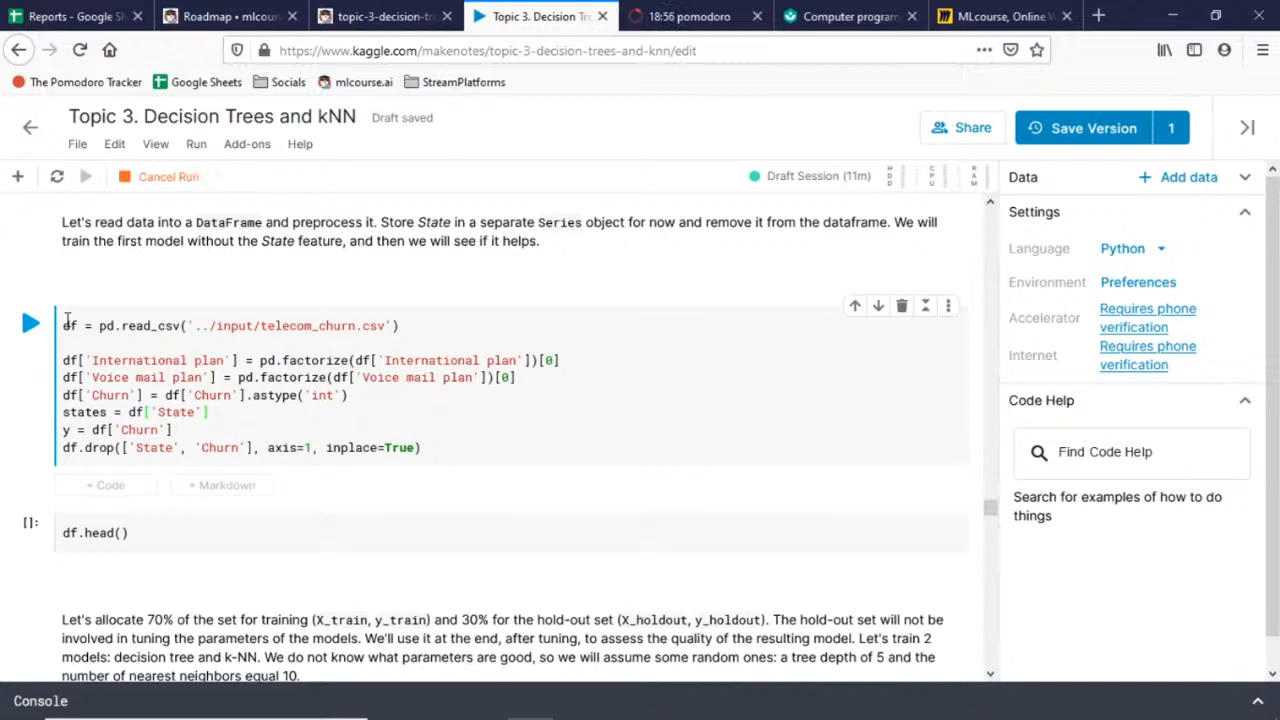 Reports - Google Sh
Roadmap • mlcour
topic-3-decision-tr
Topic 3. Decision Tr
18:56 pomodoro
Computer program
MLcourse, Online V
https://www.kaggle.com/makenotes/topic-3-decision-trees-and-knn/edit
The Pomodoro Tracker
Google Sheets
Socials
mlcourse.ai
StreamPlatforms
Topic 3. Decision Trees and kNN
Draft saved
Share
Save Version
1
File
Edit
View
Run
Add-ons
Help
Cancel Run
Draft Session (11m)
HDD
CPU
RAM
Let's read data into a DataFrame and preprocess it. Store State in a separate Series object for now and remove it from the dataframe. We will
train the first model without the State feature, and then we will see if it helps.
df = pd.read_csv('../input/telecom_churn.csv')
df['International plan'] = pd.factorize(df['International plan'])[0]
df['Voice mail plan'] = pd.factorize(df['Voice mail plan'])[0]
df['Churn'] = df['Churn'].astype('int')
states = df['State']
y = df['Churn']
df.drop(['State', 'Churn'], axis=1, inplace=True)
+ Code
+ Markdown
[]:
df.head()
Let's allocate 70% of the set for training (X_train, y_train) and 30% for the hold-out set (X_holdout, y_holdout). The hold-out set will not be
involved in tuning the parameters of the models. We'll use it at the end, after tuning, to assess the quality of the resulting model. Let's train 2
models: decision tree and k-NN. We do not know what parameters are good, so we will assume some random ones: a tree depth of 5 and the
number of nearest neighbors equal 10.
Data
+ Add data
Settings
Language
Python
Environment
Preferences
Accelerator
Requires phone
verification
Internet
Requires phone
verification
Code Help
Find Code Help
Search for examples of how to do
things
Console